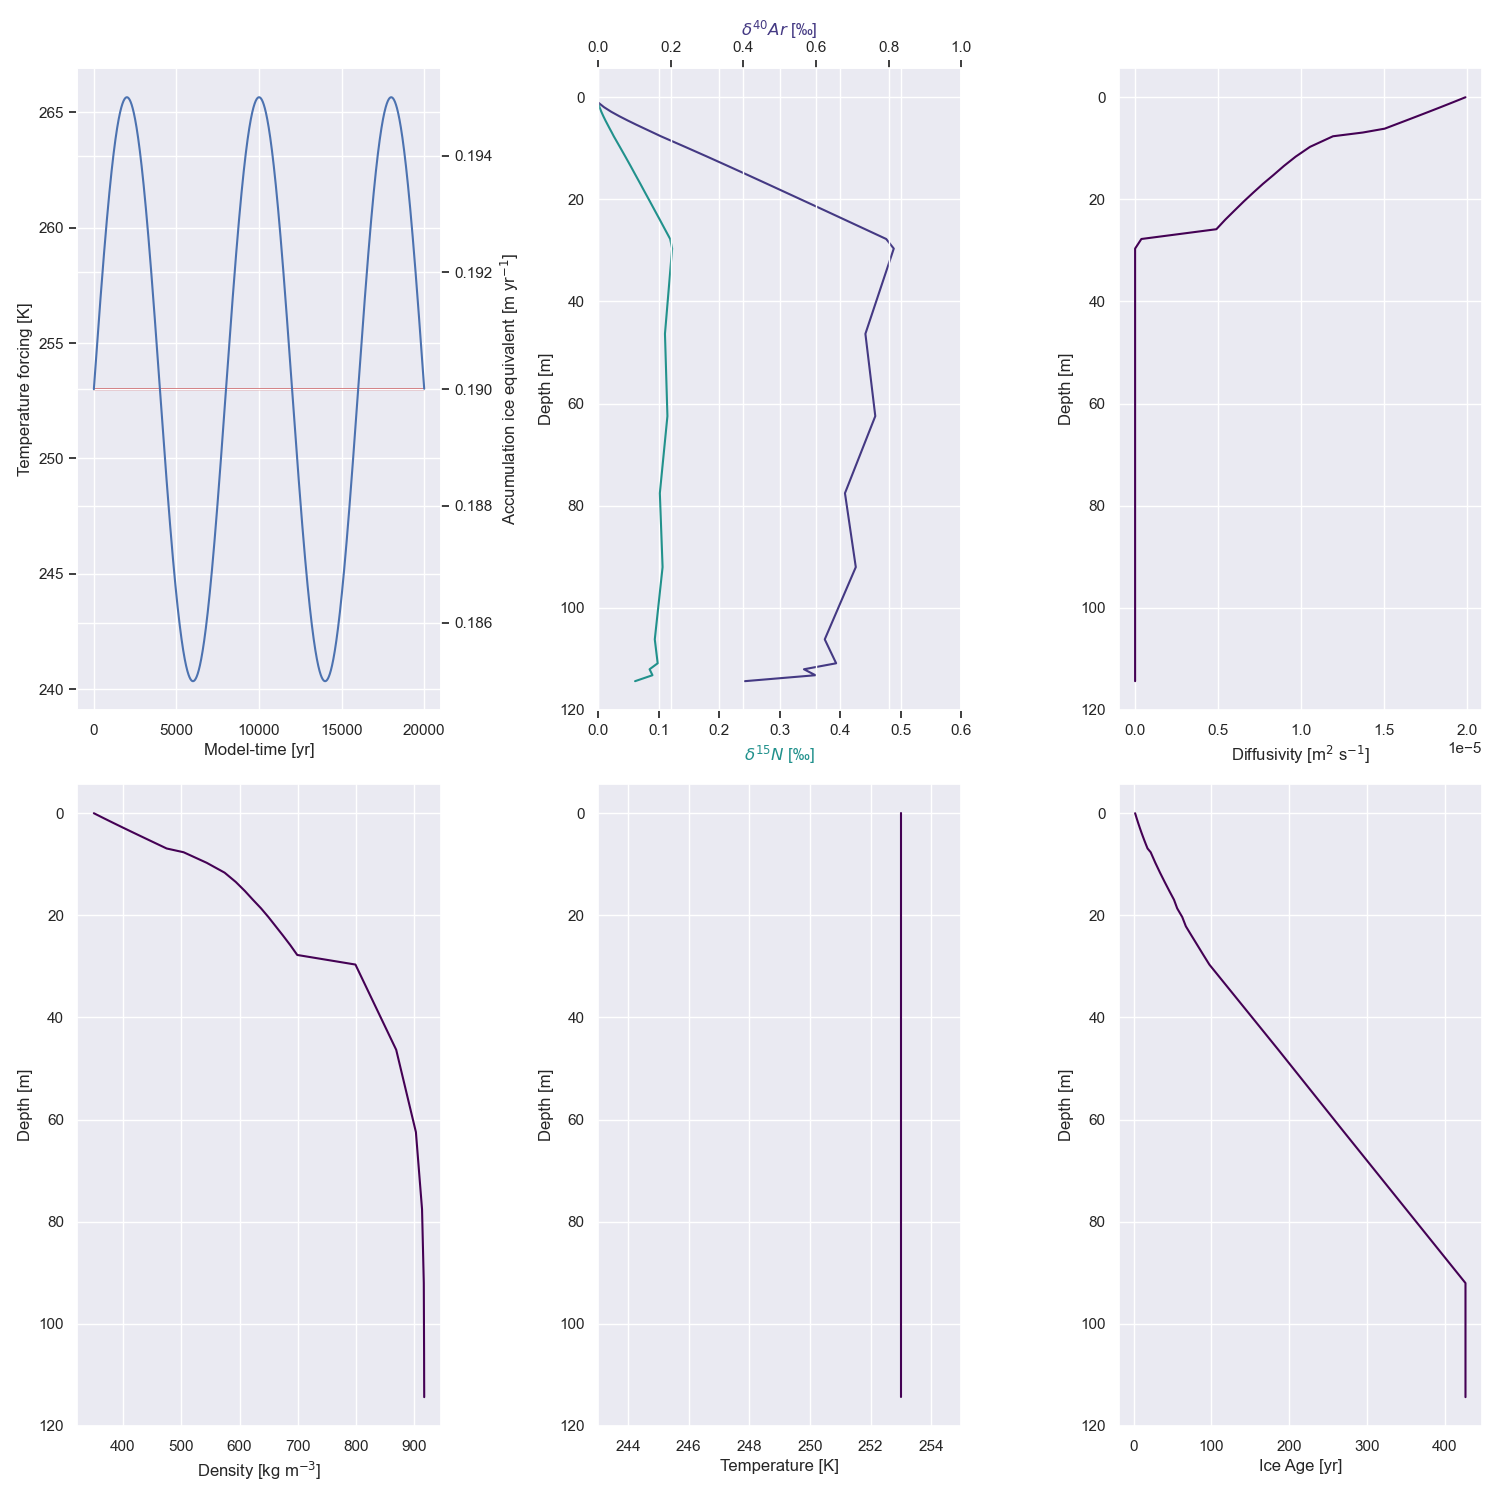 δ⁴⁰Ar [‰]
0.0 0.2 0.4 0.6 0.8 1.0
265
260
255
250
245
240
Temperature forcing [K]
0 5000 10000 15000 20000
Model-time [yr]
0.194
0.192
0.190
0.188
0.186
Accumulation ice equivalent [m yr⁻¹]
0
20
40
60
80
100
120
Depth [m]
0.0 0.1 0.2 0.3 0.4 0.5 0.6
δ¹⁵N [‰]
0
20
40
60
80
100
120
Depth [m]
0.0 0.5 1.0 1.5 2.0
1e−5
Diffusivity [m² s⁻¹]
0
20
40
60
80
100
120
Depth [m]
400 500 600 700 800 900
Density [kg m⁻³]
0
20
40
60
80
100
120
Depth [m]
244 246 248 250 252 254
Temperature [K]
0
20
40
60
80
100
120
Depth [m]
0 100 200 300 400
Ice Age [yr]